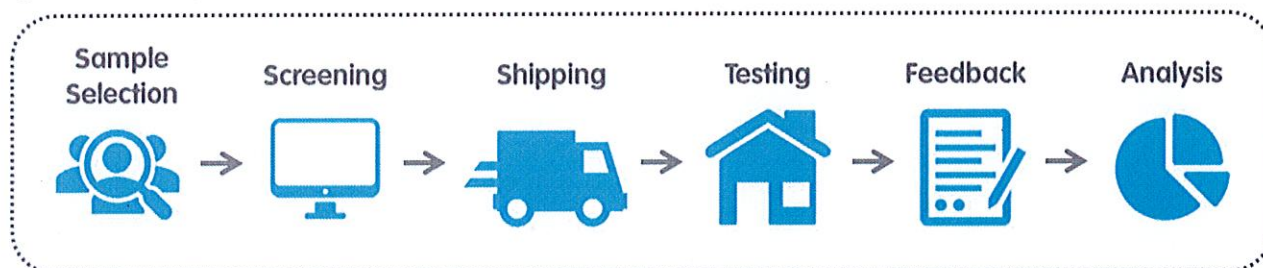 Sample
Selection
Screening
Shipping
Testing
Feedback
Analysis